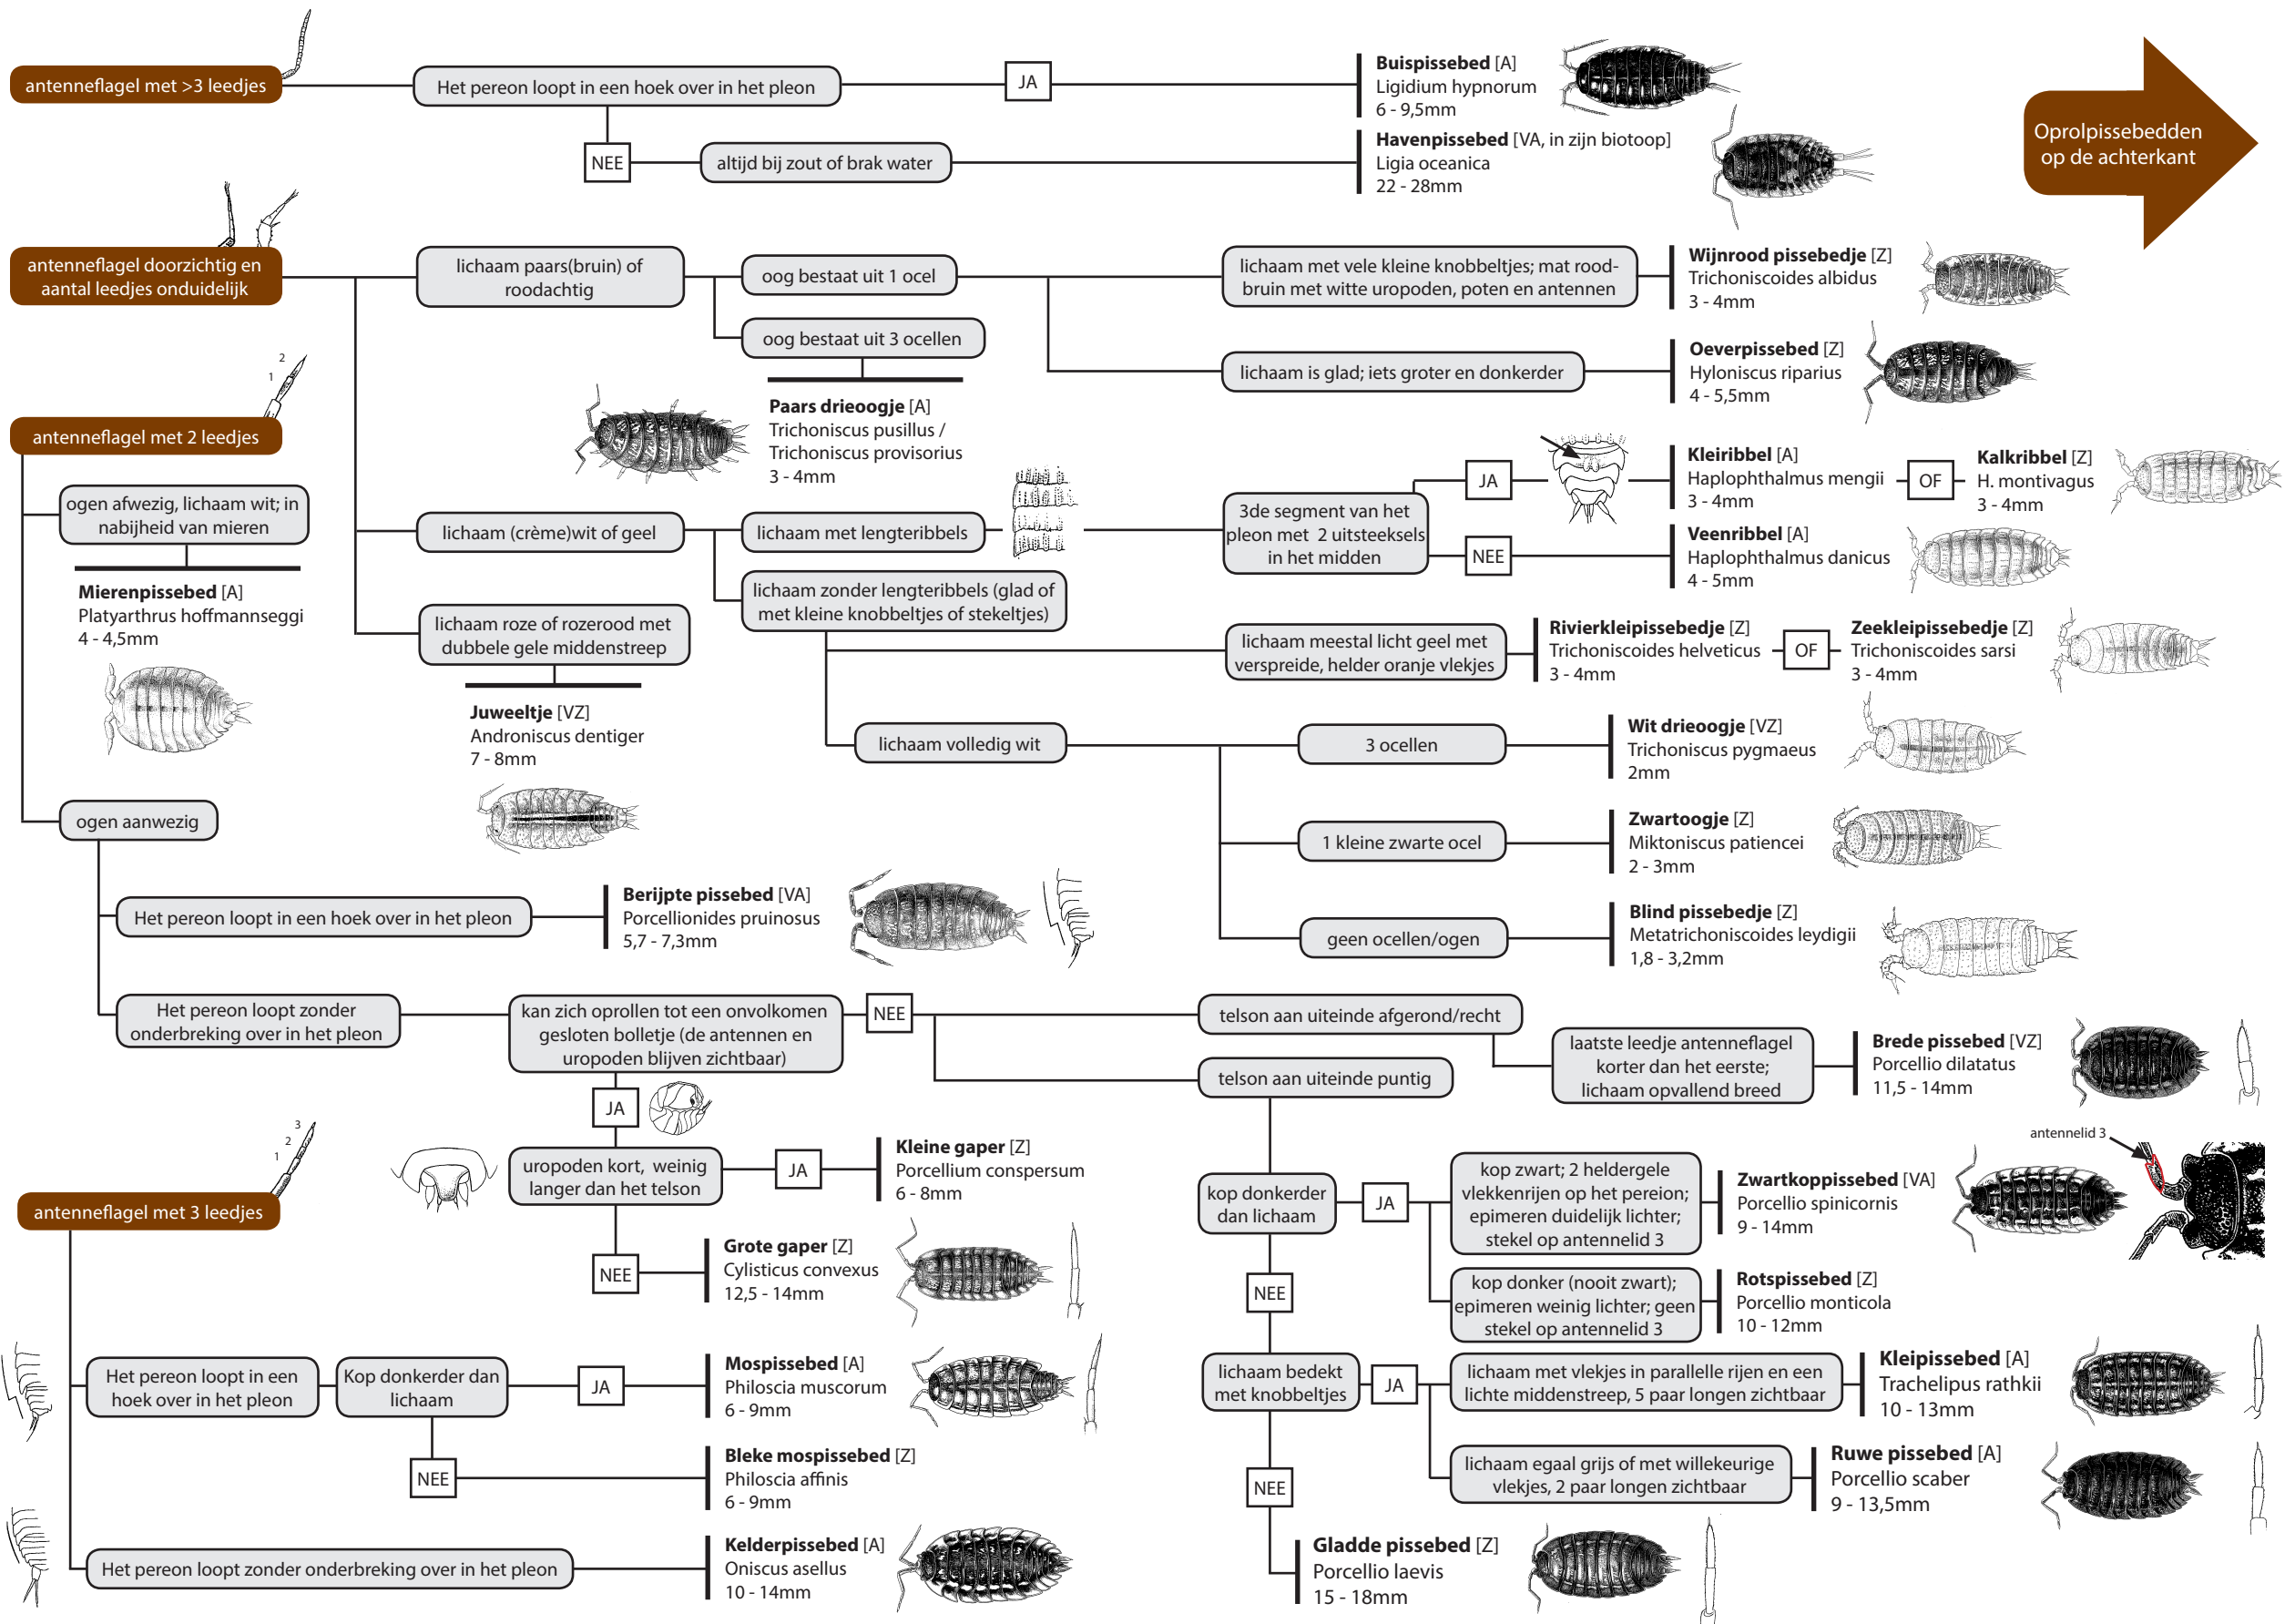 antenneflagel met >3 leedjes
Het pereon loopt in een hoek over in het pleon
JA
Buispissebed [A]
Ligidium hypnorum
6 - 9,5mm
NEE
altijd bij zout of brak water
Havenpissebed [VA, in zijn biotoop]
Ligia oceanica
22 - 28mm
Oprolpissebedden
op de achterkant
antenneflagel doorzichtig en
aantal leedjes onduidelijk
lichaam paars(bruin) of
roodachtig
oog bestaat uit 1 ocel
lichaam met vele kleine knobbeltjes; mat rood-
bruin met witte uropoden, poten en antennen
Wijnrood pissebedje [Z]
Trichoniscoides albidus
3 - 4mm
lichaam is glad; iets groter en donkerder
Oeverpissebed [Z]
Hyloniscus riparius
4 - 5,5mm
oog bestaat uit 3 ocellen
Paars drieoogje [A]
Trichoniscus pusillus /
Trichoniscus provisorius
3 - 4mm
lichaam (crème)wit of geel
lichaam met lengteribbels
3de segment van het
pleon met 2 uitsteeksels
in het midden
JA
Kleiribbel [A]
Haplophthalmus mengii
3 - 4mm
OF
Kalkribbel [Z]
H. montivagus
3 - 4mm
NEE
Veenribbel [A]
Haplophthalmus danicus
4 - 5mm
lichaam zonder lengteribbels (glad of
met kleine knobbeltjes of stekeltjes)
lichaam meestal licht geel met
verspreide, helder oranje vlekjes
Rivierkleipissebedje [Z]
Trichoniscoides helveticus
3 - 4mm
OF
Zeekleipissebedje [Z]
Trichoniscoides sarsi
3 - 4mm
lichaam volledig wit
3 ocellen
Wit drieoogje [VZ]
Trichoniscus pygmaeus
2mm
1 kleine zwarte ocel
Zwartoogje [Z]
Miktoniscus patiencei
2 - 3mm
geen ocellen/ogen
Blind pissebedje [Z]
Metatrichoniscoides leydigii
1,8 - 3,2mm
lichaam roze of rozerood met
dubbele gele middenstreep
Juweeltje [VZ]
Androniscus dentiger
7 - 8mm
2
1
antenneflagel met 2 leedjes
ogen afwezig, lichaam wit; in
nabijheid van mieren
Mierenpissebed [A]
Platyarthrus hoffmannseggi
4 - 4,5mm
ogen aanwezig
Het pereon loopt in een hoek over in het pleon
Berijpte pissebed [VA]
Porcellionides pruinosus
5,7 - 7,3mm
Het pereon loopt zonder
onderbreking over in het pleon
kan zich oprollen tot een onvolkomen
gesloten bolletje (de antennen en
uropoden blijven zichtbaar)
JA
uropoden kort, weinig
langer dan het telson
JA
Kleine gaper [Z]
Porcellium conspersum
6 - 8mm
NEE
Grote gaper [Z]
Cylisticus convexus
12,5 - 14mm
NEE
telson aan uiteinde afgerond/recht
laatste leedje antenneflagel
korter dan het eerste;
lichaam opvallend breed
Brede pissebed [VZ]
Porcellio dilatatus
11,5 - 14mm
telson aan uiteinde puntig
kop donkerder
dan lichaam
JA
kop zwart; 2 heldergele
vlekkenrijen op het pereion;
epimeren duidelijk lichter;
stekel op antennelid 3
Zwartkoppissebed [VA]
Porcellio spinicornis
9 - 14mm
antennelid 3
kop donker (nooit zwart);
epimeren weinig lichter; geen
stekel op antennelid 3
Rotspissebed [Z]
Porcellio monticola
10 - 12mm
NEE
lichaam bedekt
met knobbeltjes
JA
lichaam met vlekjes in parallelle rijen en een
lichte middenstreep, 5 paar longen zichtbaar
Kleipissebed [A]
Trachelipus rathkii
10 - 13mm
lichaam egaal grijs of met willekeurige
vlekjes, 2 paar longen zichtbaar
Ruwe pissebed [A]
Porcellio scaber
9 - 13,5mm
NEE
Gladde pissebed [Z]
Porcellio laevis
15 - 18mm
3
2
1
antenneflagel met 3 leedjes
Het pereon loopt in een
hoek over in het pleon
Kop donkerder dan
lichaam
JA
Mospissebed [A]
Philoscia muscorum
6 - 9mm
NEE
Bleke mospissebed [Z]
Philoscia affinis
6 - 9mm
Het pereon loopt zonder onderbreking over in het pleon
Kelderpissebed [A]
Oniscus asellus
10 - 14mm